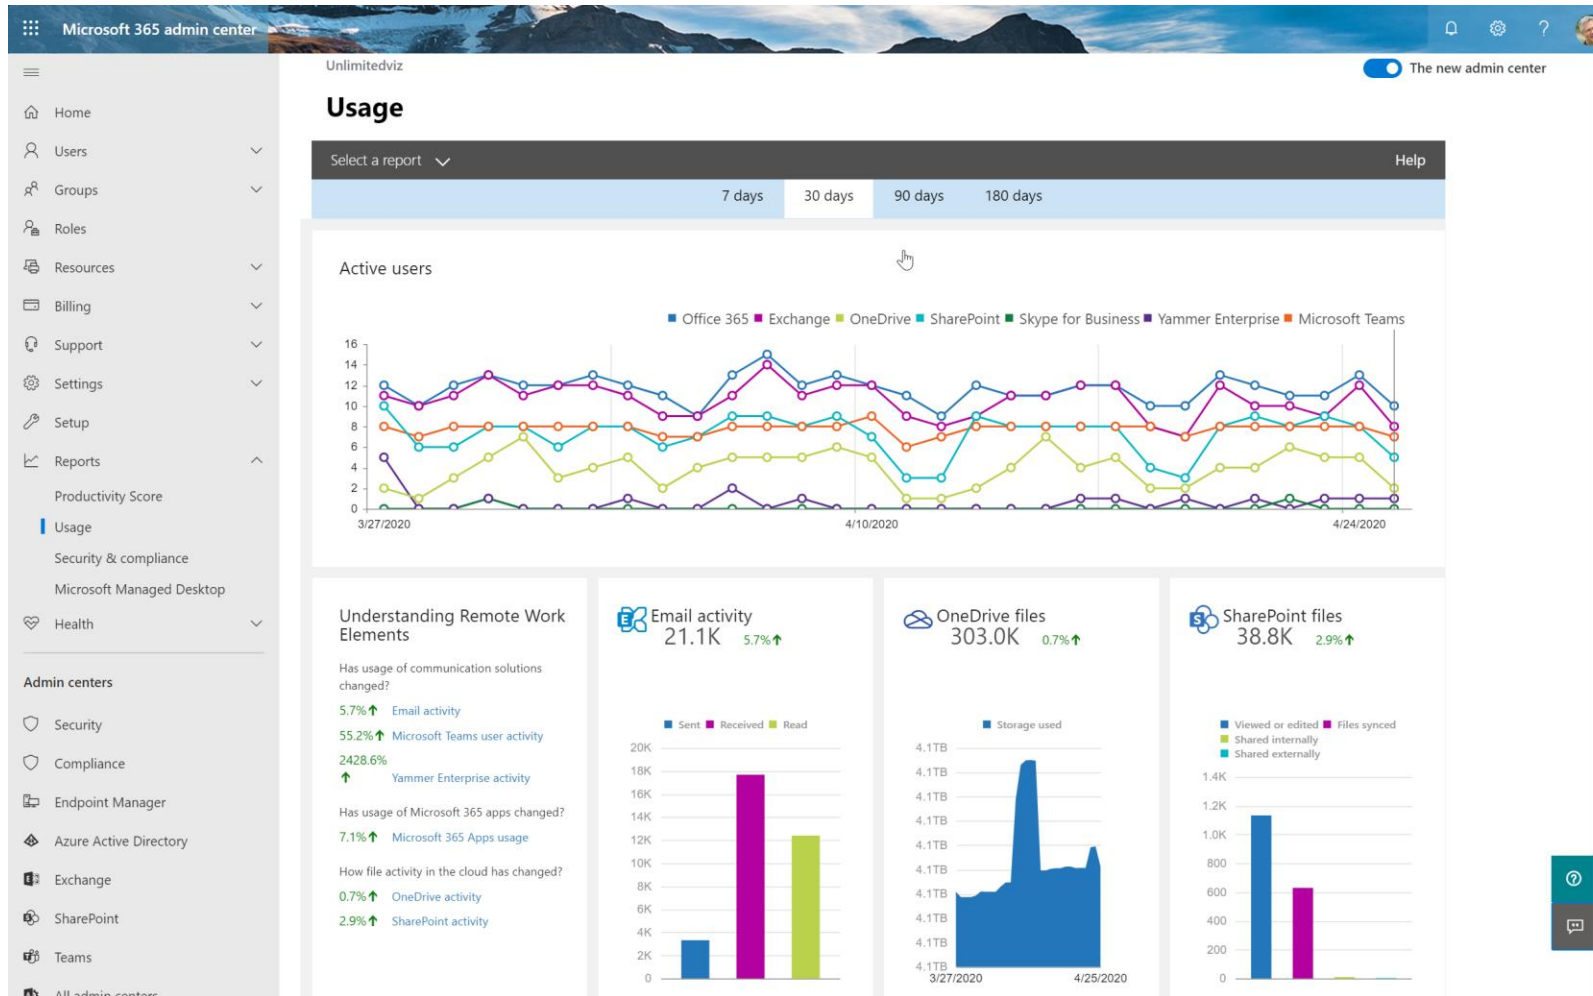 Microsoft 365 admin center
Unlimitedviz
The new admin center
Usage
Home
Users
Groups
Roles
Resources
Billing
Support
Settings
Setup
Reports
Productivity Score
Usage
Security & compliance
Microsoft Managed Desktop
Health
Admin centers
Security
Compliance
Endpoint Manager
Azure Active Directory
Exchange
SharePoint
Teams
All admin centers
Select a report
Help
7 days 30 days 90 days 180 days
Active users
Office 365 Exchange OneDrive SharePoint Skype for Business Yammer Enterprise Microsoft Teams
16
14
12
10
8
6
4
2
0
3/27/2020 4/10/2020 4/24/2020
Understanding Remote Work
Elements
Has usage of communication solutions
changed?
5.7% Email activity
55.2% Microsoft Teams user activity
2428.6%
Yammer Enterprise activity
Has usage of Microsoft 365 apps changed?
7.1% Microsoft 365 Apps usage
How file activity in the cloud has changed?
0.7% OneDrive activity
2.9% SharePoint activity
Email activity
21.1K 5.7%
Sent Received Read
20K
18K
16K
14K
12K
10K
8K
6K
4K
2K
0
OneDrive files
303.0K 0.7%
Storage used
4.1TB
4.1TB
4.1TB
4.1TB
4.1TB
4.1TB
4.1TB
4.1TB
4.1TB
4.1TB
3/27/2020 4/25/2020
SharePoint files
38.8K 2.9%
Viewed or edited Files synced
Shared internally
Shared externally
1.4K
1.2K
1.0K
800
600
400
200
0